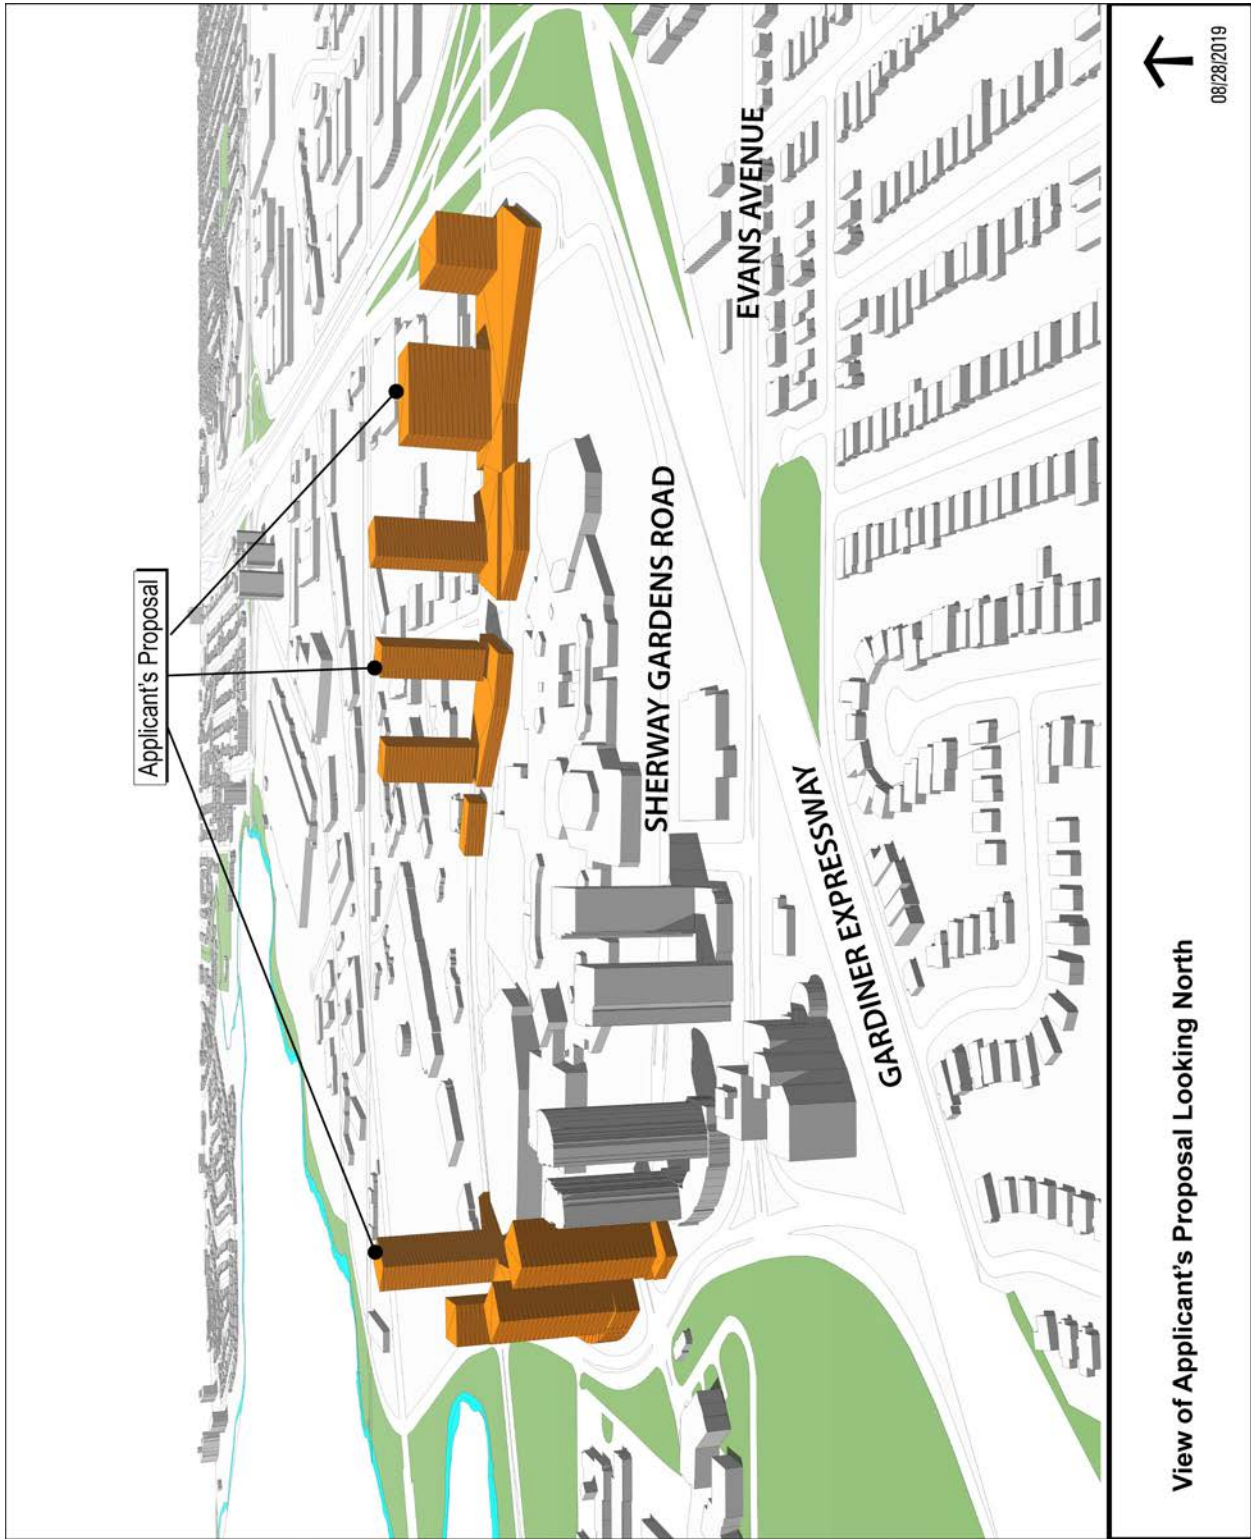 Applicant's Proposal
EVANS AVENUE
SHERWAY GARDENS ROAD
GARDINER EXPRESSWAY
View of Applicant's Proposal Looking North
08/28/2019